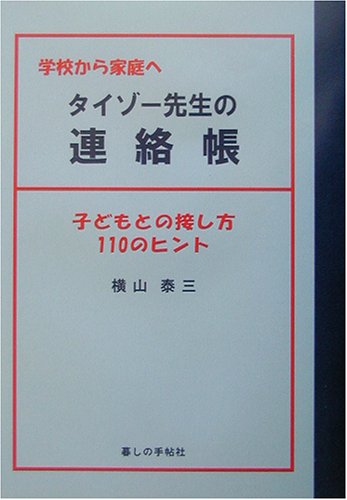 学校から家庭へ
タイゾー先生の
連絡帳
子どもとの接し方
110のヒント
横山 泰三
暮しの手帖社